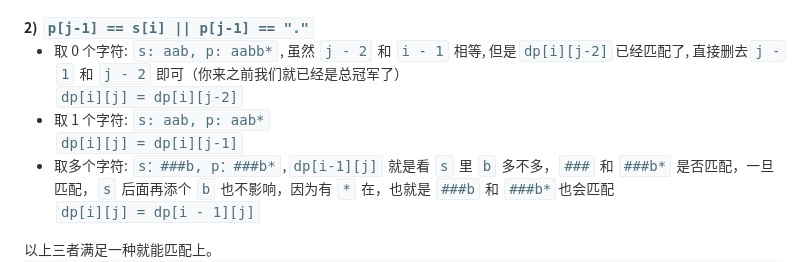 2) p[j-1] == s[i] || p[j-1] == "."
• 取 0 个字符: s: aab, p: aabb* , 虽然 j - 2 和 i - 1 相等, 但是 dp[i][j-2] 已经匹配了, 直接删去 j -
1 和 j - 2 即可（你来之前我们就已经是总冠军了）
dp[i][j] = dp[i][j-2]
• 取 1 个字符: s: aab, p: aab*
dp[i][j] = dp[i][j-1]
• 取多个字符: s: ###b, p: ###b* , dp[i-1][j] 就是看 s 里 b 多不多， ### 和 ###b* 是否匹配，一旦
匹配， s 后面再添个 b 也不影响，因为有 * 在，也就是 ###b 和 ###b* 也会匹配
dp[i][j] = dp[i - 1][j]
以上三者满足一种就能匹配上。